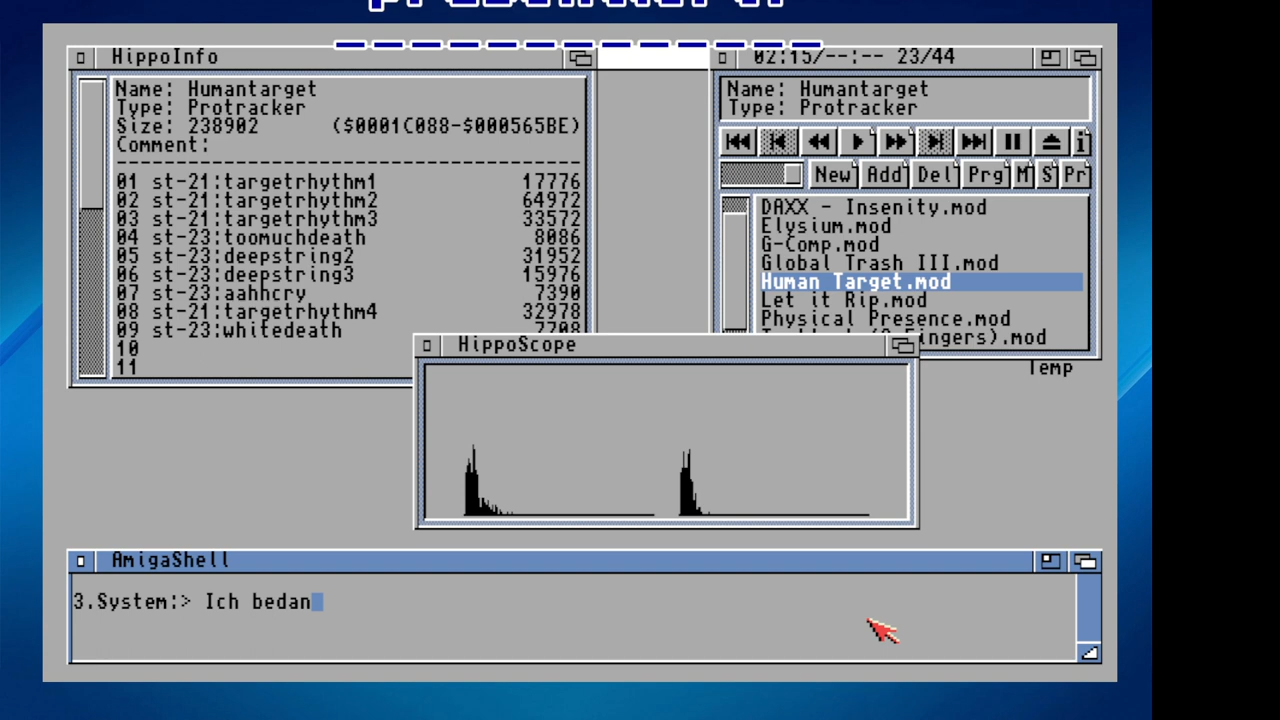 HippoInfo
Name: Humantarget
Type: Protracker
Size: 238902 ($0001C088-$000565BE)
Comment:
01 st-21:targetrhythm1 17776
02 st-21:targetrhythm2 64972
03 st-21:targetrhythm3 33572
04 st-23:toomuchdeath 8086
05 st-23:deepstring2 31952
06 st-23:deepstring3 15976
07 st-23:aahhcry 7390
08 st-21:targetrhythm4 32978
09 st-23:whitedeath 7708
10
11
02:15/--:-- 23/44
Name: Humantarget
Type: Protracker
i
New Add Del Prg M S Pr
DAXX - Insenity.mod
Elysium.mod
G-Comp.mod
Global Trash III.mod
Human Target.mod
Let it Rip.mod
Physical Presence.mod
Fingers).mod
Temp
HippoScope
AmigaShell
3.System:> Ich bedan